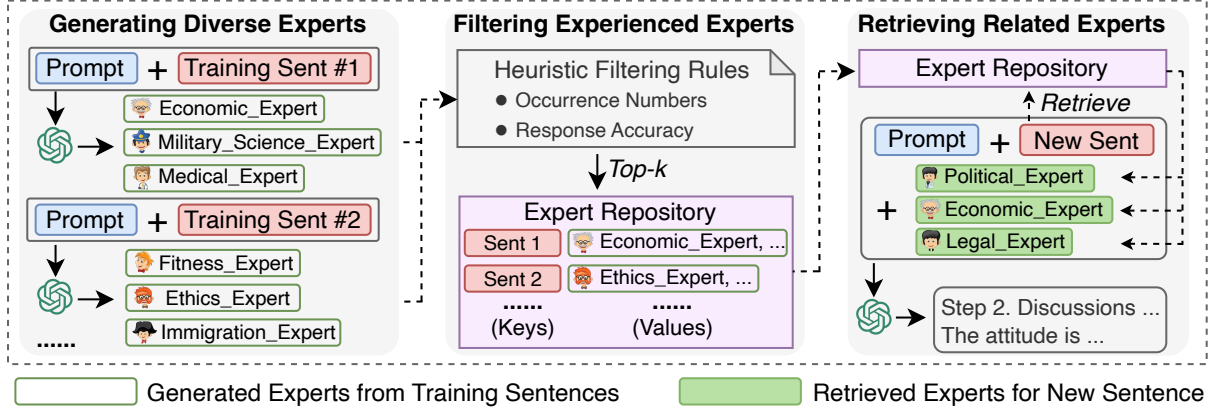 Generating Diverse Experts
Prompt + Training Sent #1
Economic_Expert
Military_Science_Expert
Medical_Expert
Prompt + Training Sent #2
Fitness_Expert
Ethics_Expert
Immigration_Expert
......
Filtering Experienced Experts
Heuristic Filtering Rules
● Occurrence Numbers
● Response Accuracy
Top-k
Expert Repository
Sent 1 Economic_Expert, ...
Sent 2 Ethics_Expert, ...
...... ......
(Keys) (Values)
Retrieving Related Experts
Expert Repository
Retrieve
Prompt + New Sent
+
Political_Expert
Economic_Expert
Legal_Expert
Step 2. Discussions ...
The attitude is ...
Generated Experts from Training Sentences
Retrieved Experts for New Sentence